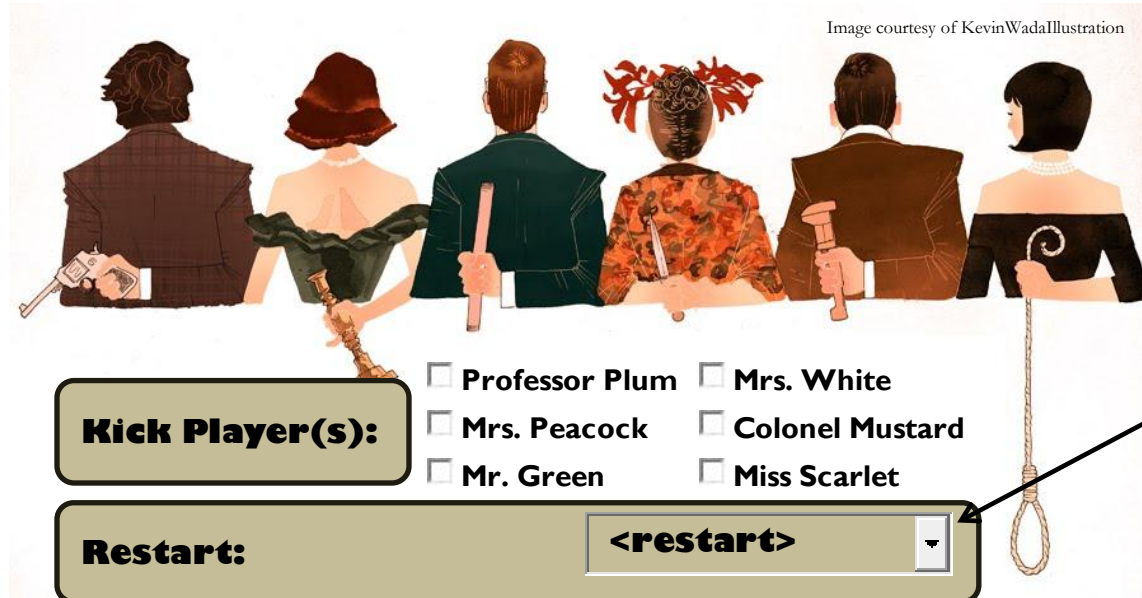 Image courtesy of KevinWadaIllustration
Kick Player(s):
Professor Plum
Mrs. White
Mrs. Peacock
Colonel Mustard
Mr. Green
Miss Scarlet
Restart:
<restart>